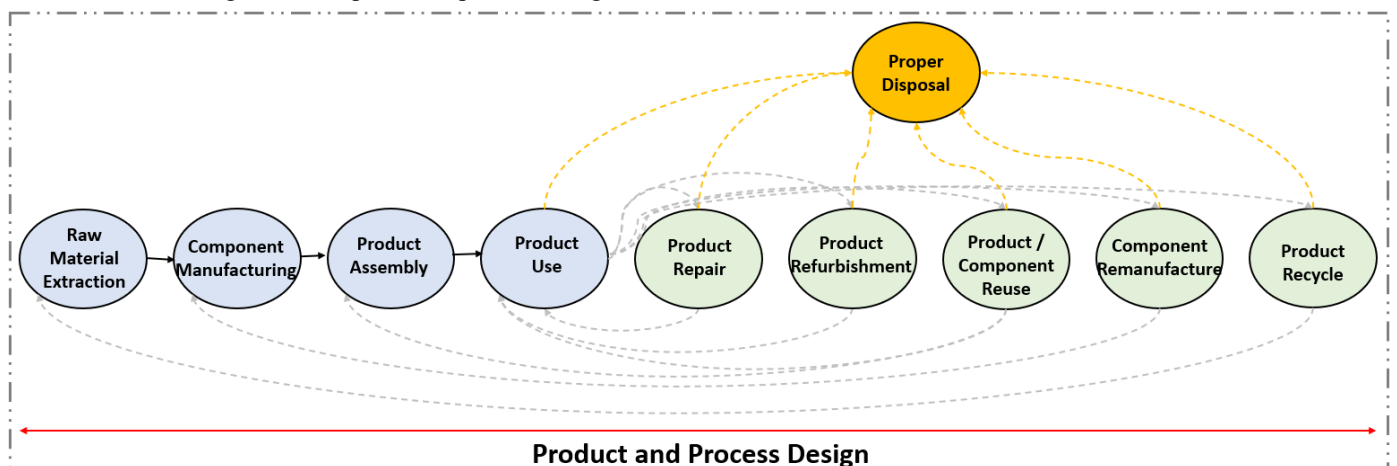 Proper
Disposal
Raw
Material
Extraction
Component
Manufacturing
Product
Assembly
Product
Use
Product
Repair
Product
Refurbishment
Product /
Component
Reuse
Component
Remanufacture
Product
Recycle
Product and Process Design